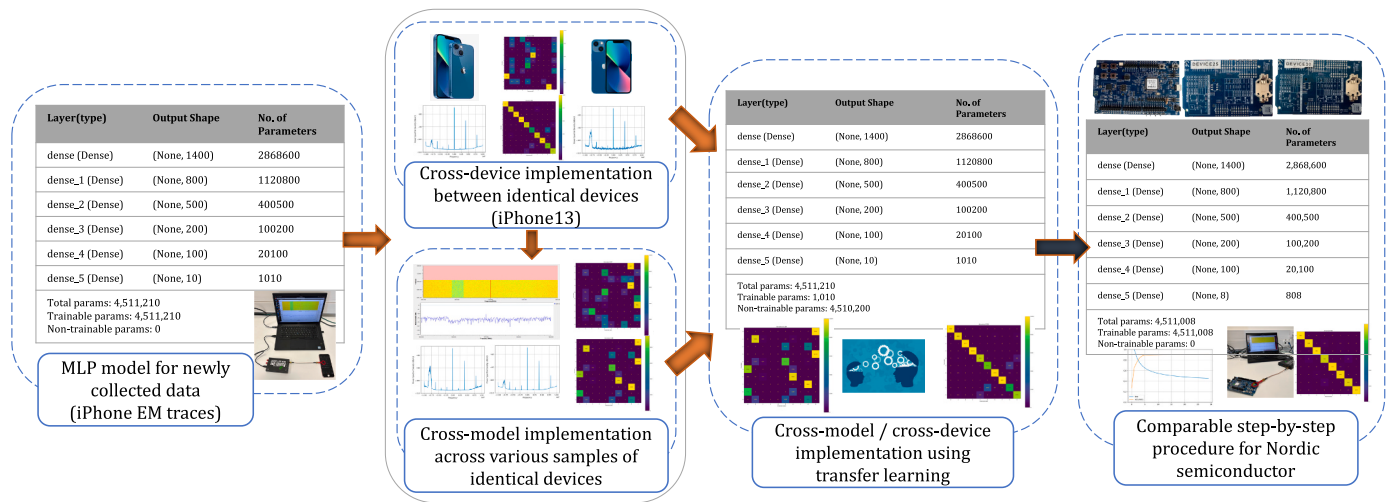 Layer(type) Output Shape No. of
Parameters
dense (Dense) (None, 1400) 2868600
dense_1 (Dense) (None, 800) 1120800
dense_2 (Dense) (None, 500) 400500
dense_3 (Dense) (None, 200) 100200
dense_4 (Dense) (None, 100) 20100
dense_5 (Dense) (None, 10) 1010
Total params: 4,511,210
Trainable params: 4,511,210
Non-trainable params: 0
MLP model for newly
collected data
(iPhone EM traces)
Cross-device implementation
between identical devices
(iPhone13)
Cross-model implementation
across various samples of
identical devices
Layer(type) Output Shape No. of
Parameters
dense (Dense) (None, 1400) 2868600
dense_1 (Dense) (None, 800) 1120800
dense_2 (Dense) (None, 500) 400500
dense_3 (Dense) (None, 200) 100200
dense_4 (Dense) (None, 100) 20100
dense_5 (Dense) (None, 10) 1010
Total params: 4,511,210
Trainable params: 1,010
Non-trainable params: 4,510,200
Cross-model / cross-device
implementation using
transfer learning
Layer(type) Output Shape No. of
Parameters
dense (Dense) (None, 1400) 2,868,600
dense_1 (Dense) (None, 800) 1,120,800
dense_2 (Dense) (None, 500) 400,500
dense_3 (Dense) (None, 200) 100,200
dense_4 (Dense) (None, 100) 20,100
dense_5 (Dense) (None, 8) 808
Total params: 4,511,008
Trainable params: 4,511,008
Non-trainable params: 0
Comparable step-by-step
procedure for Nordic
semiconductor